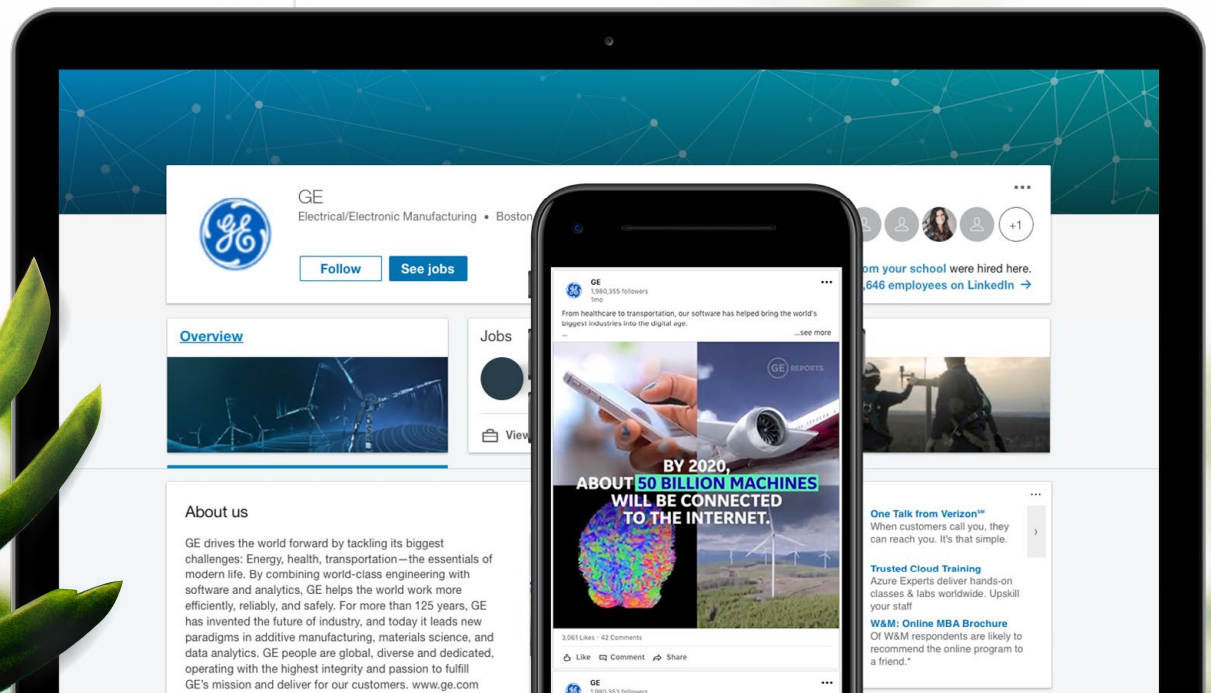 GE
Electrical/Electronic Manufacturing • Boston
Follow
See jobs
+1
om your school were hired here.
,646 employees on LinkedIn →
Overview
Jobs
View
About us
GE drives the world forward by tackling its biggest
challenges: Energy, health, transportation—the essentials of
modern life. By combining world-class engineering with
software and analytics, GE helps the world work more
efficiently, reliably, and safely. For more than 125 years, GE
has invented the future of industry, and today it leads new
paradigms in additive manufacturing, materials science, and
data analytics. GE people are global, diverse and dedicated,
operating with the highest integrity and passion to fulfill
GE's mission and deliver for our customers. www.ge.com
GE
1,980,355 followers
1mo
From healthcare to transportation, our software has helped bring the world's
biggest industries into the digital age.
...
...see more
GE REPORTS
BY 2020,
ABOUT 50 BILLION MACHINES
WILL BE CONNECTED
TO THE INTERNET.
3,061 Likes · 42 Comments
Like Comment Share
GE
1,980,353 followers
One Talk from Verizon℠
When customers call you, they
can reach you. It's that simple.
Trusted Cloud Training
Azure Experts deliver hands-on
classes & labs worldwide. Upskill
your staff
W&M: Online MBA Brochure
Of W&M respondents are likely to
recommend the online program to
a friend.*